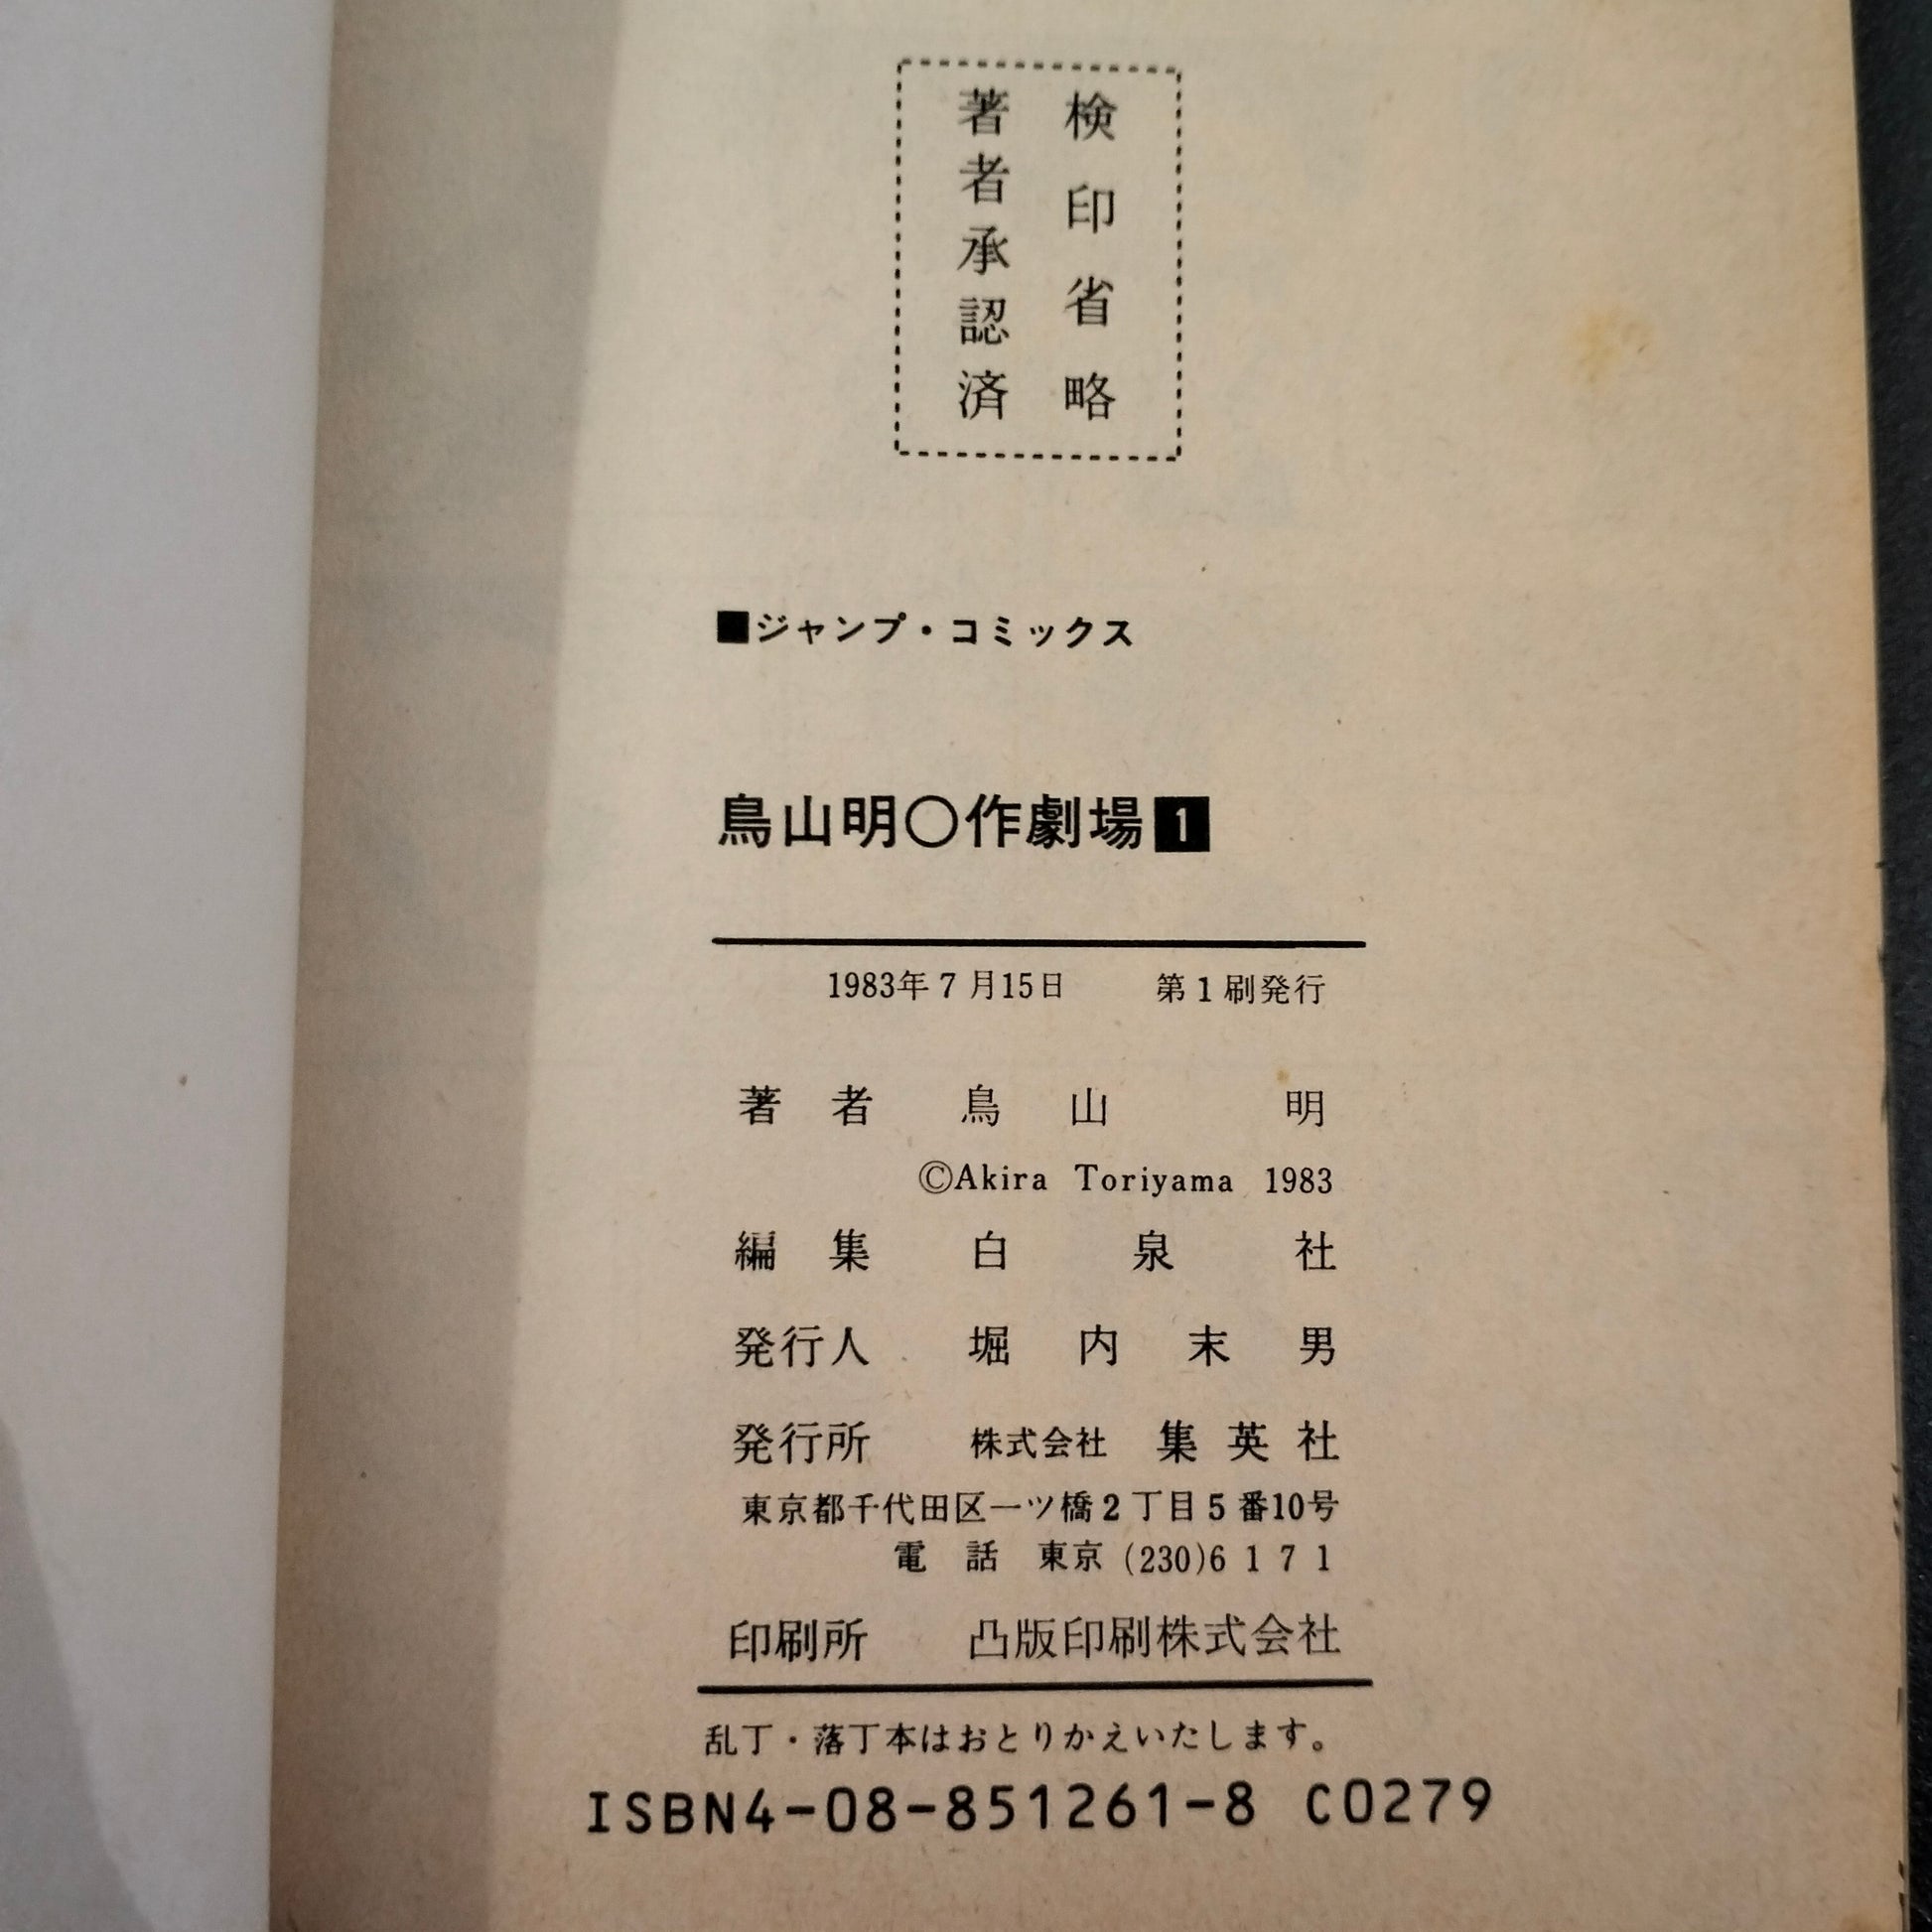 検印省略
著者承認済
■ジャンプ・コミックス
鳥山明〇作劇場1
1983年7月15日 第1刷発行
著者 鳥山明
©Akira Toriyama 1983
編集 白泉社
発行人 堀内末男
発行所 株式会社 集英社
東京都千代田区一ツ橋2丁目5番10号
電話 東京(230)6171
印刷所 凸版印刷株式会社
乱丁・落丁本はおとりかえいたします。
ISBN4-08-851261-8 C0279